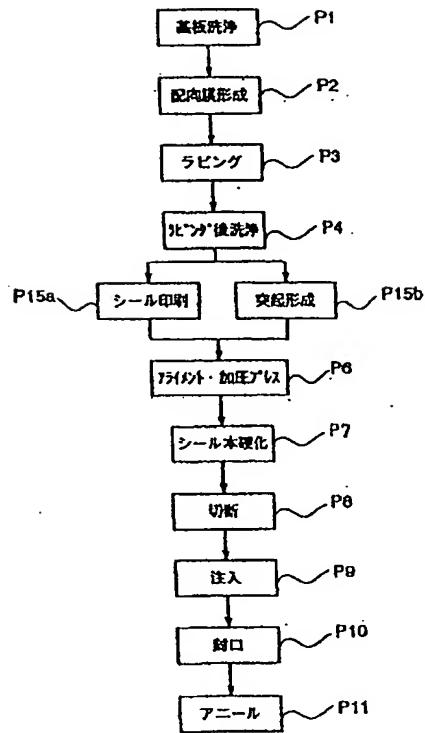 基板洗浄
P1
配向膜形成
P2
ラビング
P3
ﾗﾋﾞﾝｸﾞ後洗浄
P4
P15a
シール印刷
突起形成
P15b
ｱﾗｲﾒﾝﾄ・加圧ﾌﾟﾚｽ
P6
シール本硬化
P7
切断
P8
注入
P9
封口
P10
アニール
P11